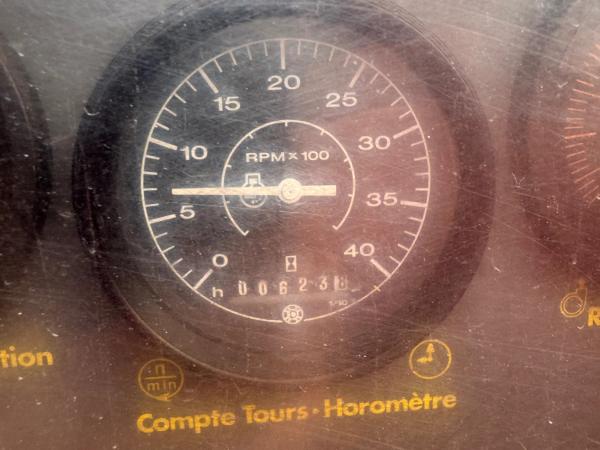 20
15
25
10
30
RPM x 100
5
35
0
40
h 006238
1/10
tion
n
min
R
Compte Tours · Horomètre